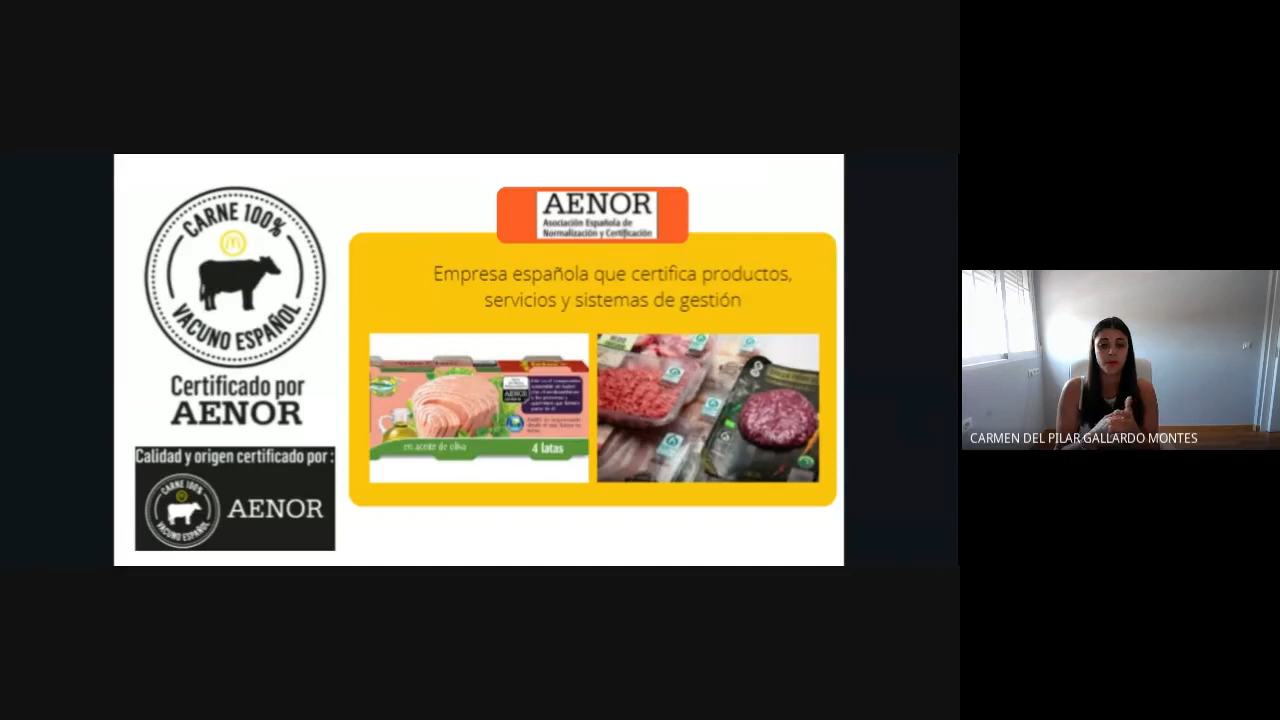 CARNE 100%
VACUNO ESPAÑOL
Certificado por
AENOR
Calidad y origen certificado por :
CARNE 100%
VACUNO ESPAÑOL
AENOR
AENOR
Asociación Española de
Normalización y Certificación
Empresa española que certifica productos,
servicios y sistemas de gestión
AENOR
en aceite de oliva
4 latas
CARMEN DEL PILAR GALLARDO MONTES